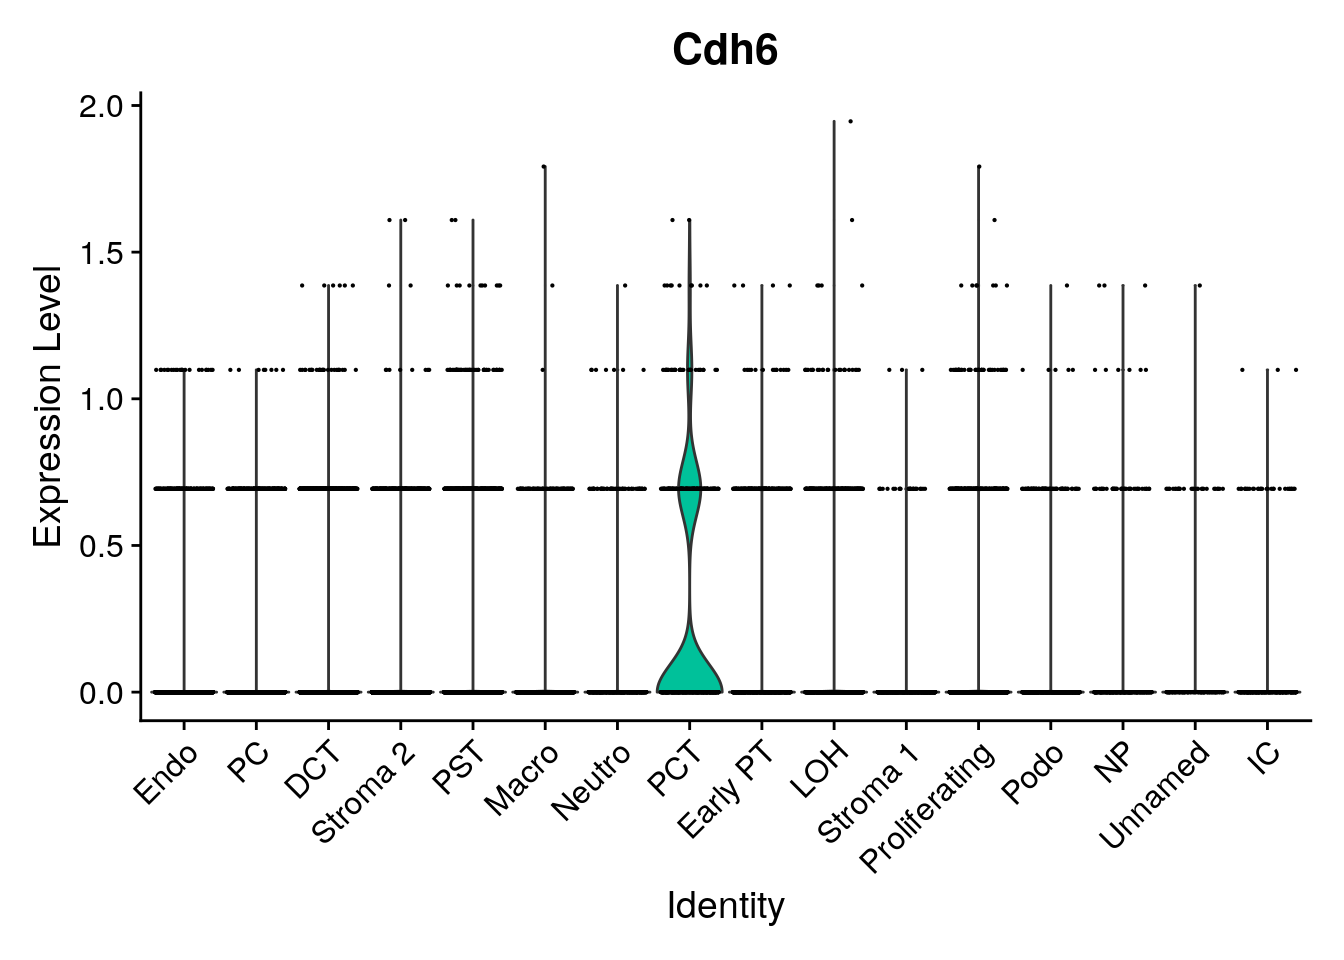 Cdh6
Expression Level
2.0
1.5
1.0
0.5
0.0
Endo
PC
DCT
Stroma 2
PST
Macro
Neutro
PCT
Early PT
LOH
Stroma 1
Proliferating
Podo
NP
Unnamed
IC
Identity